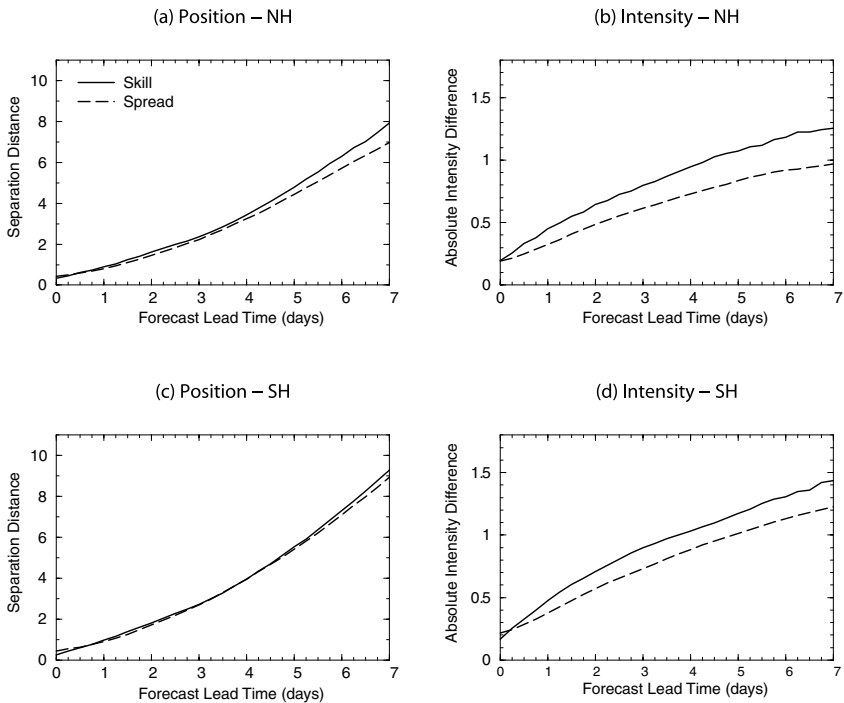 (a) Position – NH
Separation Distance
10
8
6
4
2
0
Skill
Spread
0 1 2 3 4 5 6 7
Forecast Lead Time (days)
(b) Intensity – NH
Absolute Intensity Difference
1.5
1
0.5
0
0 1 2 3 4 5 6 7
Forecast Lead Time (days)
(c) Position – SH
Separation Distance
10
8
6
4
2
0
0 1 2 3 4 5 6 7
Forecast Lead Time (days)
(d) Intensity – SH
Absolute Intensity Difference
1.5
1
0.5
0
0 1 2 3 4 5 6 7
Forecast Lead Time (days)